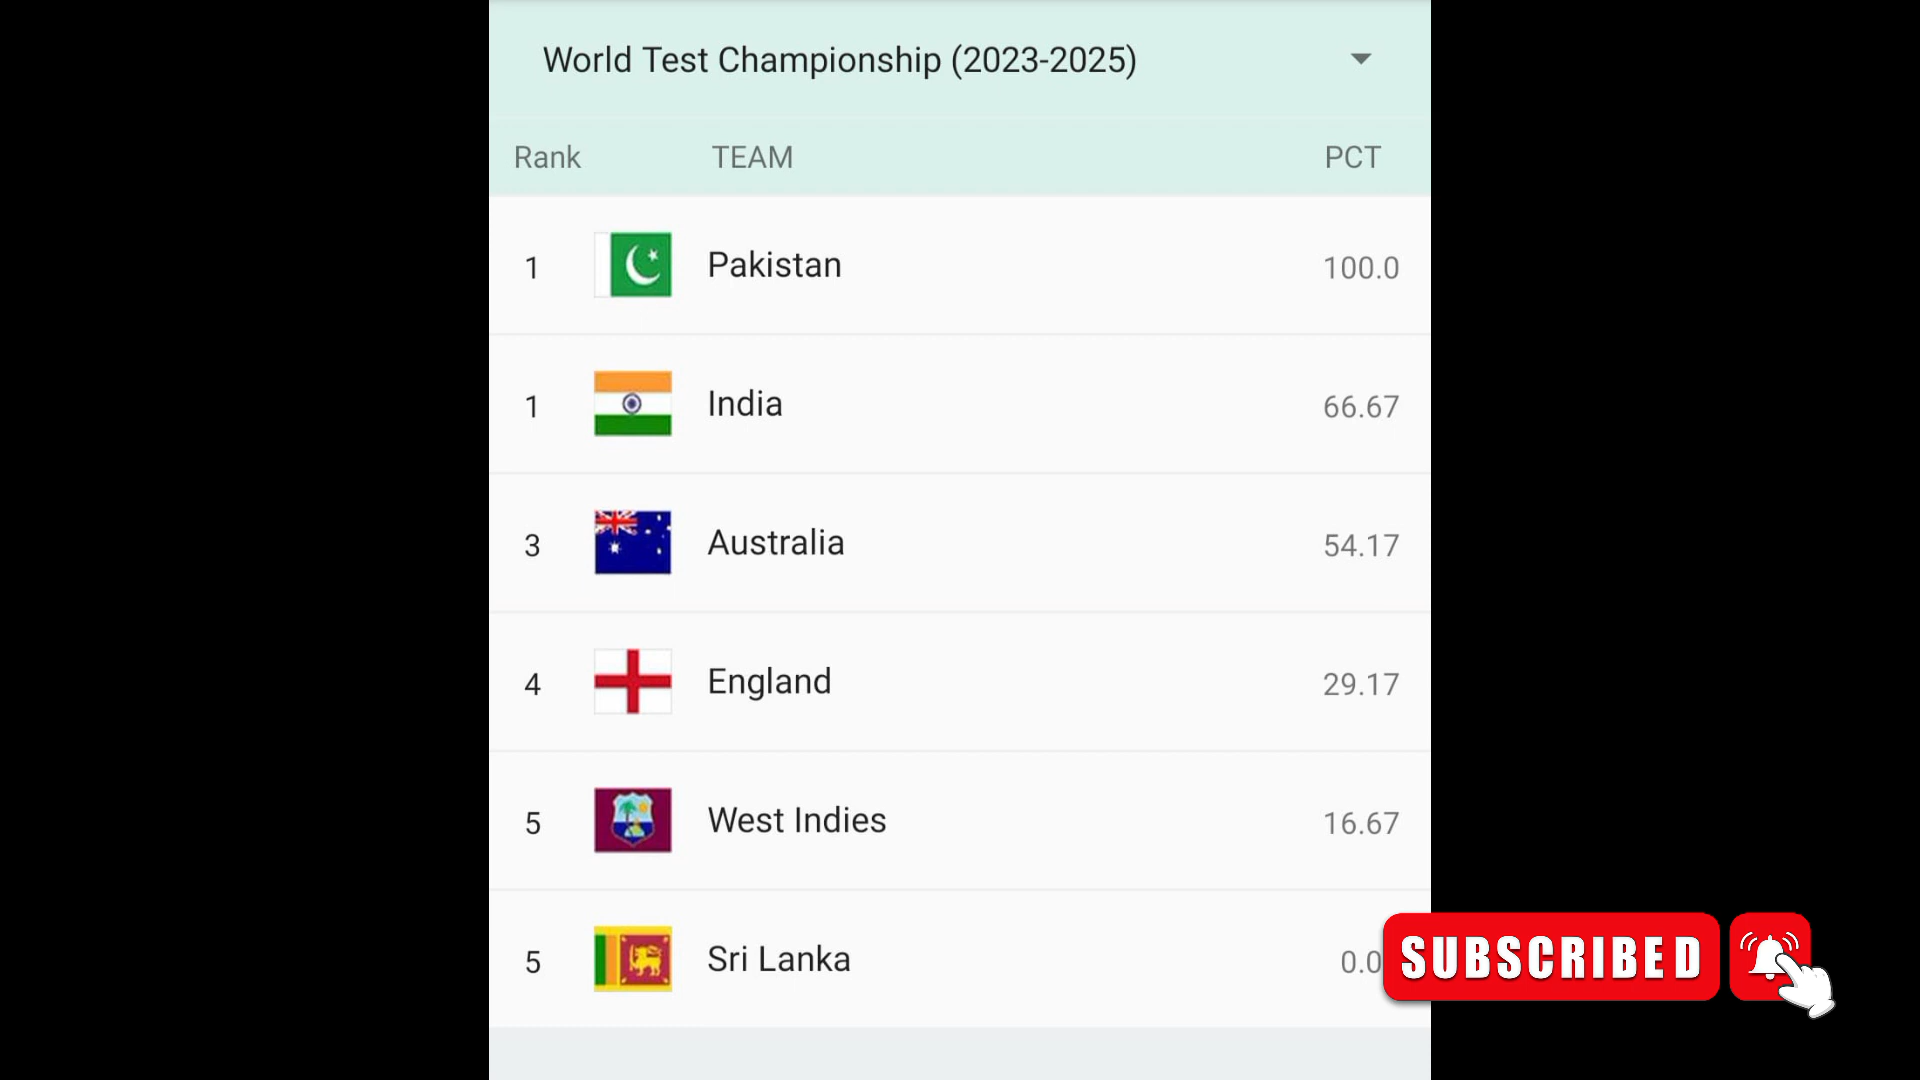 World Test Championship (2023-2025)
Rank TEAM PCT
1 Pakistan 100.0
1 India 66.67
3 Australia 54.17
4 England 29.17
5 West Indies 16.67
5 Sri Lanka 0.0
SUBSCRIBED